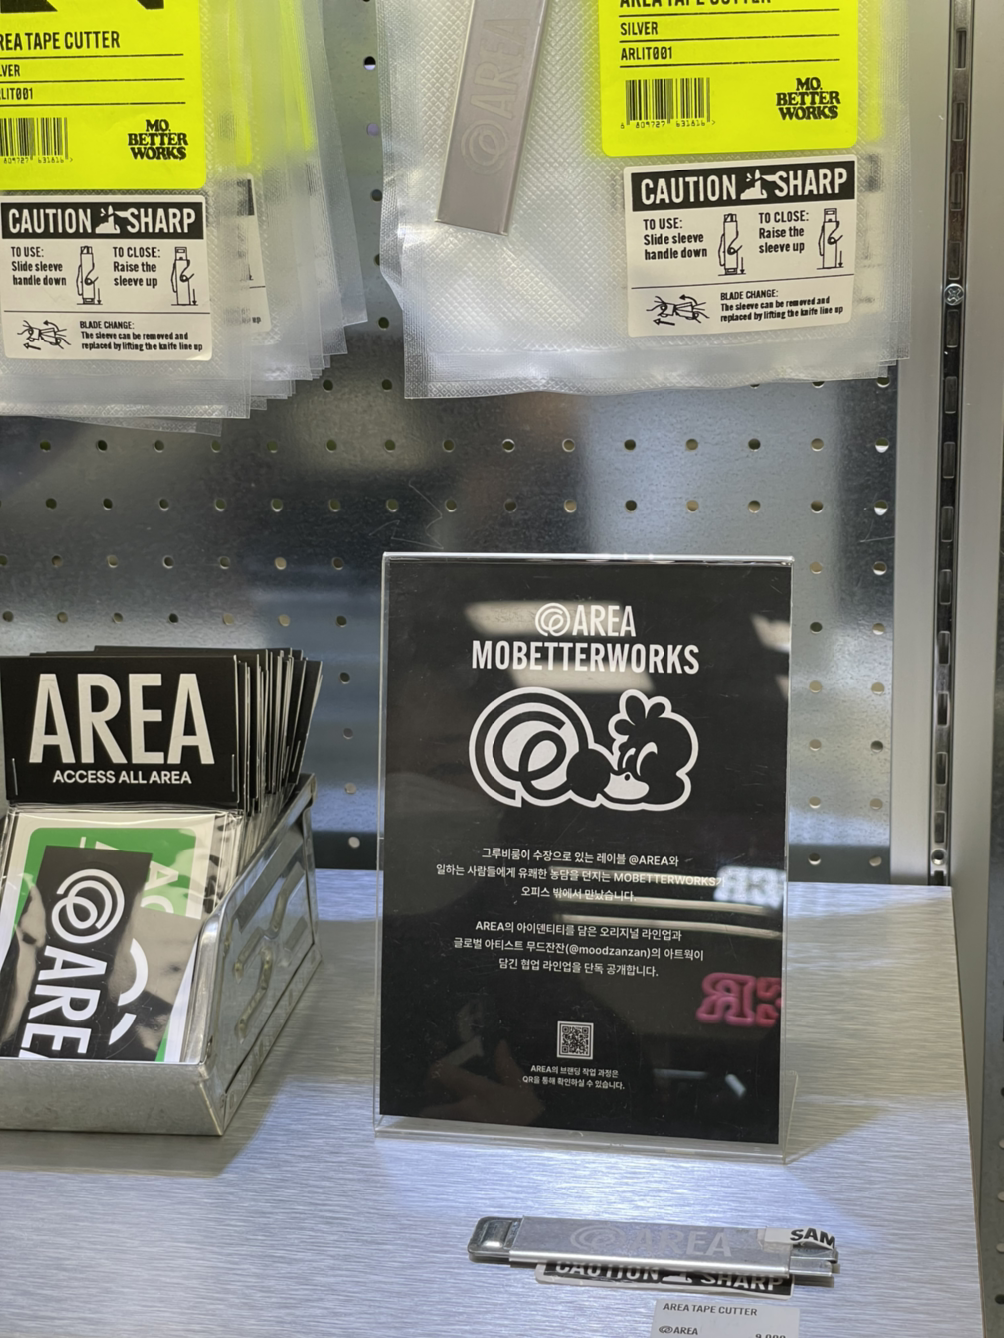 AREA TAPE CUTTER
ARLIT001
809727 631816
MO.
BETTER
WORKS
CAUTION SHARP
TO USE:
Slide sleeve
handle down
TO CLOSE:
Raise the
sleeve up
BLADE CHANGE:
The sleeve can be removed and
replaced by lifting the knife line up
@AREA
AREA TAPE CUTTER
SILVER
ARLIT001
8 809727 631816
MO.
BETTER
WORKS
CAUTION SHARP
TO USE:
Slide sleeve
handle down
TO CLOSE:
Raise the
sleeve up
BLADE CHANGE:
The sleeve can be removed and
replaced by lifting the knife line up
AREA
ACCESS ALL AREA
@AREA
@AREA
MOBETTERWORKS
그루비룸이 수장으로 있는 레이블 @AREA와
일하는 사람들에게 유쾌한 농담을 던지는 MOBETTERWORKS가
오피스 밖에서 만났습니다.
AREA의 아이덴티티를 담은 오리지널 라인업과
글로벌 아티스트 무드잔잔(@moodzanzan)의 아트웍이
담긴 협업 라인업을 단독 공개합니다.
AREA의 브랜딩 작업 과정은
QR을 통해 확인하실 수 있습니다.
@AREA
SAM
CAUTION SHARP
AREA TAPE CUTTER
@AREA